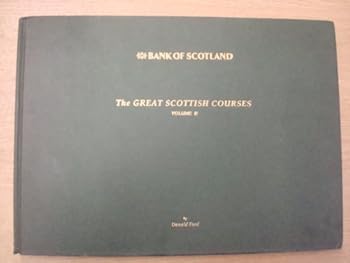 BANK OF SCOTLAND
The GREAT SCOTTISH COURSES
VOLUME II
by
Donald Ford